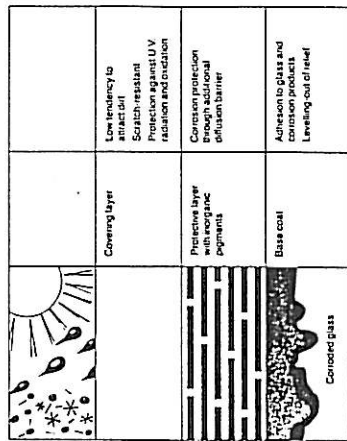 Covering layer
Low tendency to
attract dirt
Scratch-resistant
Protection against U.V.
radiation and oxidation
Protective layer
with inorganic
pigments
Corrosion protection
through additional
diffusion barrier
Base coat
Adhesion to glass and
corrosion products
Levelling-out of relief
Corroded glass